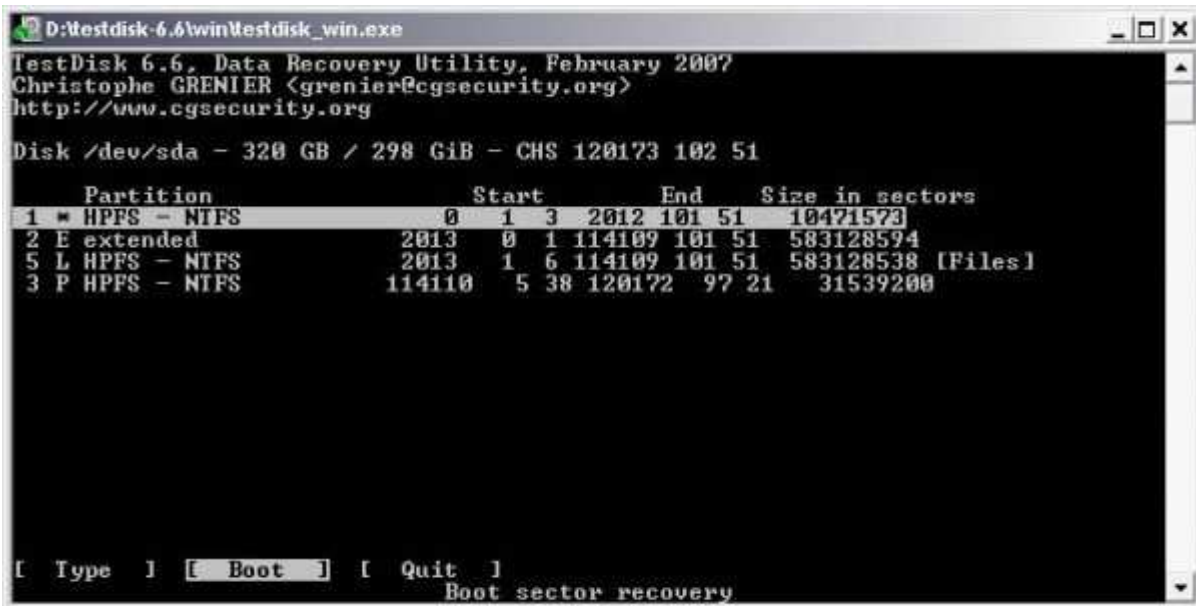 D:\testdisk-6.6\win\testdisk_win.exe
TestDisk 6.6, Data Recovery Utility, February 2007
Christophe GRENIER <grenier@cgsecurity.org>
http://www.cgsecurity.org
Disk /dev/sda - 320 GB / 298 GiB - CHS 120173 102 51
Partition Start End Size in sectors
1 * HPFS - NTFS 0 1 3 2012 101 51 10471573
2 E extended 2013 0 1 114109 101 51 583128594
5 L HPFS - NTFS 2013 1 6 114109 101 51 583128538 [Files]
3 P HPFS - NTFS 114110 5 38 120172 97 21 31539200
[ Type ] [ Boot ] [ Quit ]
Boot sector recovery